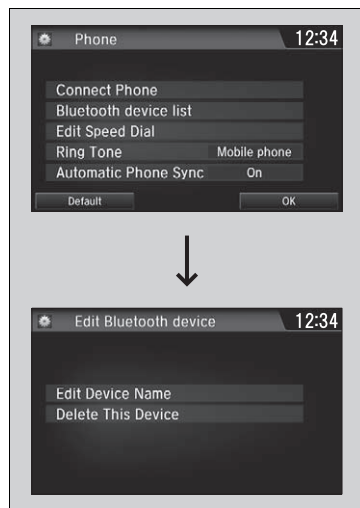 Phone 12:34
Connect Phone
Bluetooth device list
Edit Speed Dial
Ring Tone Mobile phone
Automatic Phone Sync On
Default OK
Edit Bluetooth device 12:34
Edit Device Name
Delete This Device